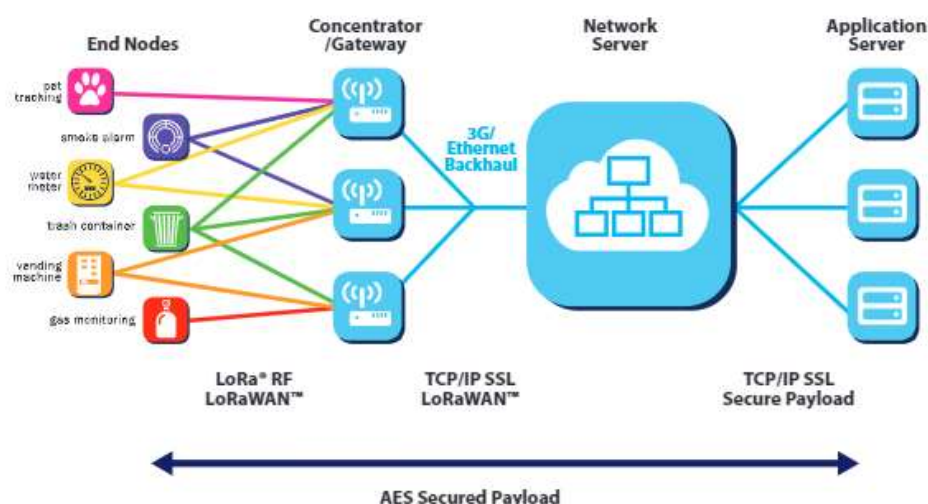 End Nodes
Concentrator
/Gateway
Network
Server
Application
Server
pet
tracking
smoke alarm
water
meter
trash container
vending
machine
gas monitoring
3G/
Ethernet
Backhaul
LoRa® RF
LoRaWAN™
TCP/IP SSL
LoRaWAN™
TCP/IP SSL
Secure Payload
AES Secured Payload